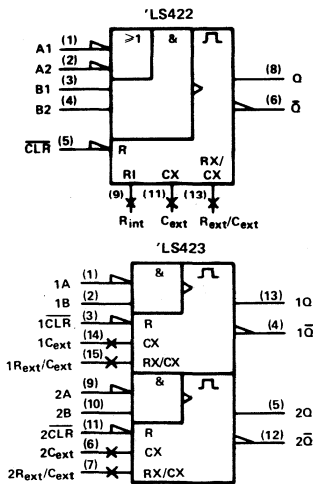 'LS422
A1 (1) ≥1 & 
A2 (2)
B1 (3) (8) Q
B2 (4) (6) Q̅
C̅L̅R̅ (5) R
RI CX RX/CX
(9) (11) (13)
Rint Cext Rext/Cext
'LS423
1A (1) &
1B (2) (13) 1Q
1C̅L̅R̅ (3) R (4) 1Q̅
1Cext (14) CX
1Rext/Cext (15) RX/CX
2A (9) &
2B (10) (5) 2Q
2C̅L̅R̅ (11) R (12) 2Q̅
2Cext (6) CX
2Rext/Cext (7) RX/CX